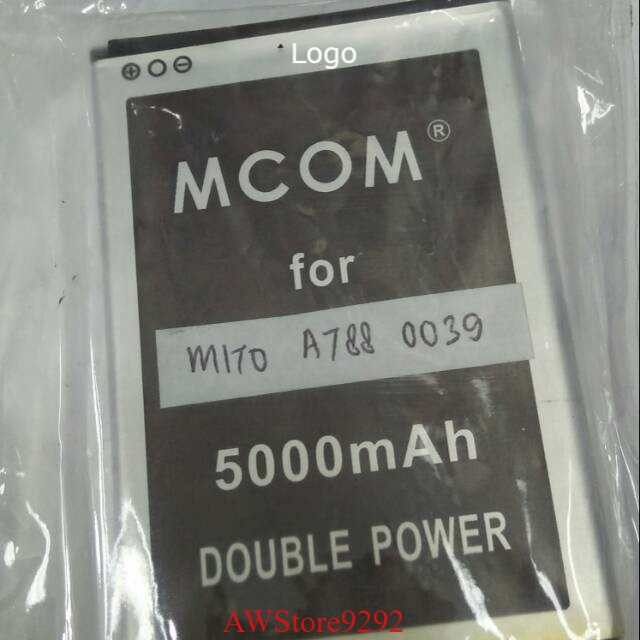 Logo
MCOM®
for
MITO A788 0039
5000mAh
DOUBLE POWER
AWStore9292